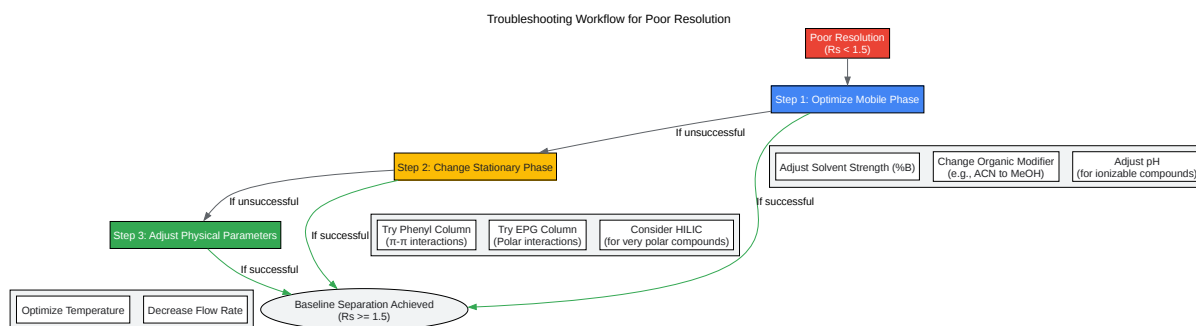 Troubleshooting Workflow for Poor Resolution
Poor Resolution
(Rs < 1.5)
Step 1: Optimize Mobile Phase
If unsuccessful
Step 2: Change Stationary Phase
Adjust Solvent Strength (%B)
Change Organic Modifier
(e.g., ACN to MeOH)
Adjust pH
(for ionizable compounds)
If unsuccessful
If successful
Step 3: Adjust Physical Parameters
If successful
Try Phenyl Column
(π-π interactions)
Try EPG Column
(Polar interactions)
Consider HILIC
(for very polar compounds)
If successful
Optimize Temperature
Decrease Flow Rate
Baseline Separation Achieved
(Rs >= 1.5)